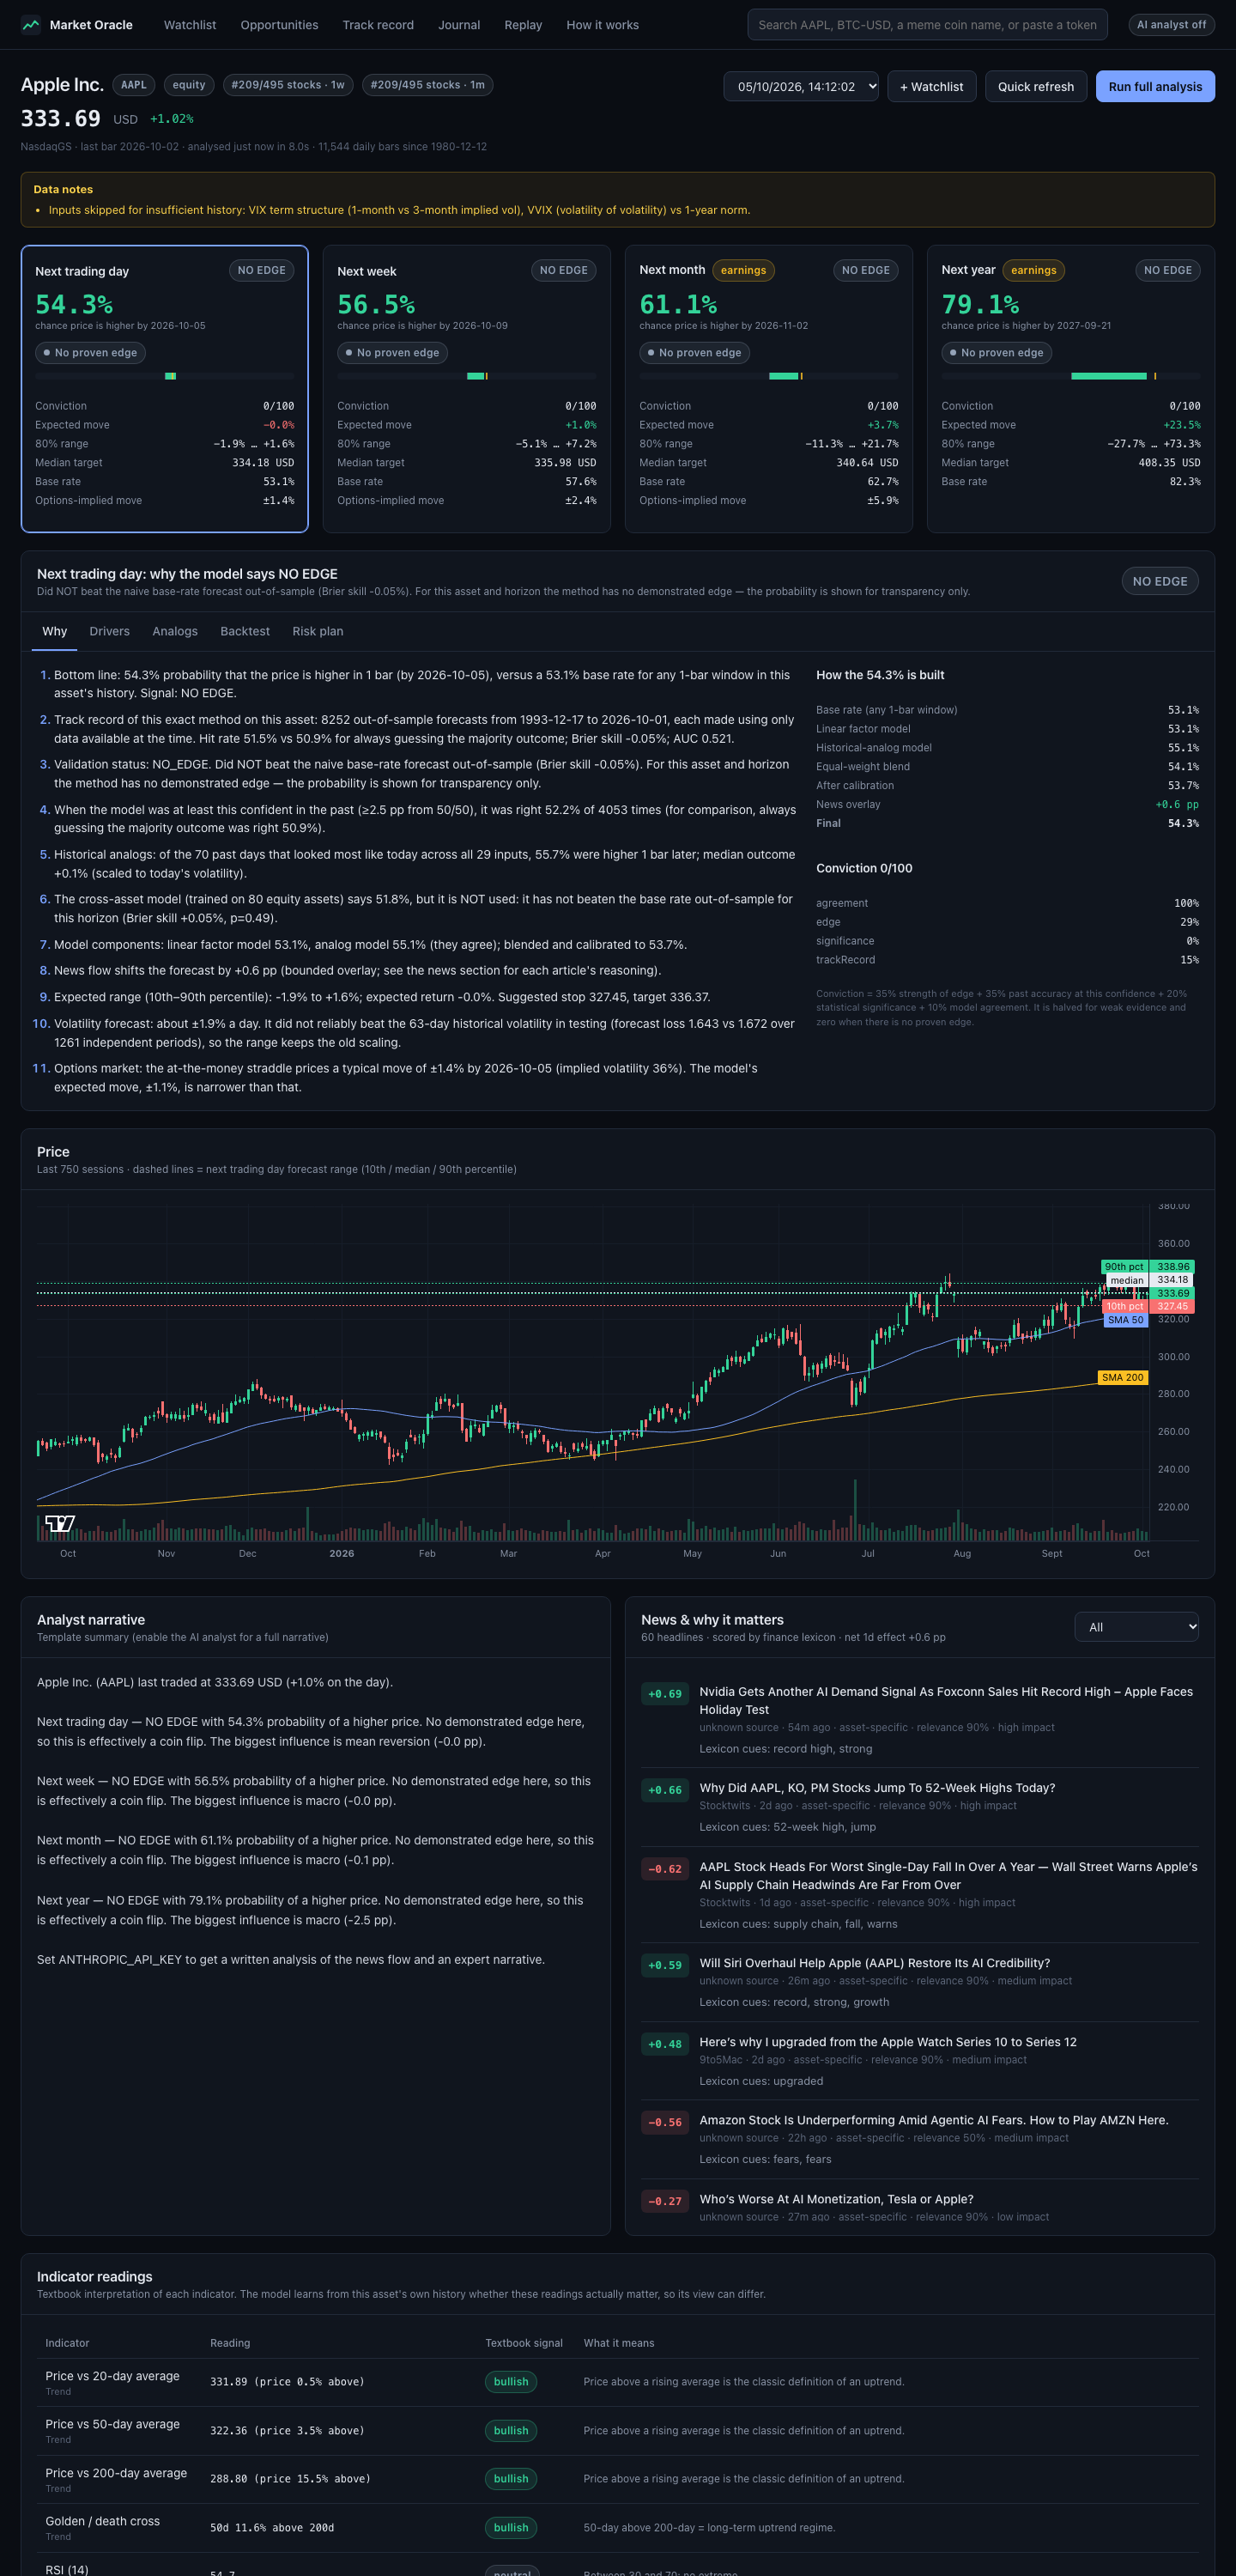 Market Oracle
Watchlist
Opportunities
Track record
Journal
Replay
How it works
Search AAPL, BTC-USD, a meme coin name, or paste a token
AI analyst off
Apple Inc.
AAPL
equity
#209/495 stocks · 1w
#209/495 stocks · 1m
05/10/2026, 14:12:02
+ Watchlist
Quick refresh
Run full analysis
333.69 USD +1.02%
NasdaqGS · last bar 2026-10-02 · analysed just now in 8.0s · 11,544 daily bars since 1980-12-12
Data notes
• Inputs skipped for insufficient history: VIX term structure (1-month vs 3-month implied vol), VVIX (volatility of volatility) vs 1-year norm.
Next trading day
NO EDGE
54.3%
chance price is higher by 2026-10-05
No proven edge
Conviction 0/100
Expected move −0.0%
80% range −1.9% … +1.6%
Median target 334.18 USD
Base rate 53.1%
Options-implied move ±1.4%
Next week
NO EDGE
56.5%
chance price is higher by 2026-10-09
No proven edge
Conviction 0/100
Expected move +1.0%
80% range −5.1% … +7.2%
Median target 335.98 USD
Base rate 57.6%
Options-implied move ±2.4%
Next month
earnings
NO EDGE
61.1%
chance price is higher by 2026-11-02
No proven edge
Conviction 0/100
Expected move +3.7%
80% range −11.3% … +21.7%
Median target 340.64 USD
Base rate 62.7%
Options-implied move ±5.9%
Next year
earnings
NO EDGE
79.1%
chance price is higher by 2027-09-21
No proven edge
Conviction 0/100
Expected move +23.5%
80% range −27.7% … +73.3%
Median target 408.35 USD
Base rate 82.3%
Next trading day: why the model says NO EDGE
Did NOT beat the naive base-rate forecast out-of-sample (Brier skill -0.05%). For this asset and horizon the method has no demonstrated edge — the probability is shown for transparency only.
NO EDGE
Why
Drivers
Analogs
Backtest
Risk plan
1. Bottom line: 54.3% probability that the price is higher in 1 bar (by 2026-10-05), versus a 53.1% base rate for any 1-bar window in this
asset's history. Signal: NO EDGE.
2. Track record of this exact method on this asset: 8252 out-of-sample forecasts from 1993-12-17 to 2026-10-01, each made using only
data available at the time. Hit rate 51.5% vs 50.9% for always guessing the majority outcome; Brier skill -0.05%; AUC 0.521.
3. Validation status: NO_EDGE. Did NOT beat the naive base-rate forecast out-of-sample (Brier skill -0.05%). For this asset and horizon
the method has no demonstrated edge — the probability is shown for transparency only.
4. When the model was at least this confident in the past (≥2.5 pp from 50/50), it was right 52.2% of 4053 times (for comparison, always
guessing the majority outcome was right 50.9%).
5. Historical analogs: of the 70 past days that looked most like today across all 29 inputs, 55.7% were higher 1 bar later; median outcome
+0.1% (scaled to today's volatility).
6. The cross-asset model (trained on 80 equity assets) says 51.8%, but it is NOT used: it has not beaten the base rate out-of-sample for
this horizon (Brier skill +0.05%, p=0.49).
7. Model components: linear factor model 53.1%, analog model 55.1% (they agree); blended and calibrated to 53.7%.
8. News flow shifts the forecast by +0.6 pp (bounded overlay; see the news section for each article's reasoning).
9. Expected range (10th–90th percentile): -1.9% to +1.6%; expected return -0.0%. Suggested stop 327.45, target 336.37.
10. Volatility forecast: about ±1.9% a day. It did not reliably beat the 63-day historical volatility in testing (forecast loss 1.643 vs 1.672 over
1261 independent periods), so the range keeps the old scaling.
11. Options market: the at-the-money straddle prices a typical move of ±1.4% by 2026-10-05 (implied volatility 36%). The model's
expected move, ±1.1%, is narrower than that.
How the 54.3% is built
Base rate (any 1-bar window) 53.1%
Linear factor model 53.1%
Historical-analog model 55.1%
Equal-weight blend 54.1%
After calibration 53.7%
News overlay +0.6 pp
Final 54.3%
Conviction 0/100
agreement 100%
edge 29%
significance 0%
trackRecord 15%
Conviction = 35% strength of edge + 35% past accuracy at this confidence + 20%
statistical significance + 10% model agreement. It is halved for weak evidence and
zero when there is no proven edge.
Price
Last 750 sessions · dashed lines = next trading day forecast range (10th / median / 90th percentile)
380.00
360.00
90th pct 338.96
median 334.18
333.69
10th pct 327.45
SMA 50
320.00
300.00
SMA 200
280.00
260.00
240.00
220.00
Oct Nov Dec 2026 Feb Mar Apr May Jun Jul Aug Sept Oct
Analyst narrative
Template summary (enable the AI analyst for a full narrative)
Apple Inc. (AAPL) last traded at 333.69 USD (+1.0% on the day).
Next trading day — NO EDGE with 54.3% probability of a higher price. No demonstrated edge here,
so this is effectively a coin flip. The biggest influence is mean reversion (-0.0 pp).
Next week — NO EDGE with 56.5% probability of a higher price. No demonstrated edge here, so this
is effectively a coin flip. The biggest influence is macro (-0.0 pp).
Next month — NO EDGE with 61.1% probability of a higher price. No demonstrated edge here, so this
is effectively a coin flip. The biggest influence is macro (-0.1 pp).
Next year — NO EDGE with 79.1% probability of a higher price. No demonstrated edge here, so this
is effectively a coin flip. The biggest influence is macro (-2.5 pp).
Set ANTHROPIC_API_KEY to get a written analysis of the news flow and an expert narrative.
News & why it matters
60 headlines · scored by finance lexicon · net 1d effect +0.6 pp
All
+0.69
Nvidia Gets Another AI Demand Signal As Foxconn Sales Hit Record High – Apple Faces
Holiday Test
unknown source · 54m ago · asset-specific · relevance 90% · high impact
Lexicon cues: record high, strong
+0.66
Why Did AAPL, KO, PM Stocks Jump To 52-Week Highs Today?
Stocktwits · 2d ago · asset-specific · relevance 90% · high impact
Lexicon cues: 52-week high, jump
−0.62
AAPL Stock Heads For Worst Single-Day Fall In Over A Year — Wall Street Warns Apple's
AI Supply Chain Headwinds Are Far From Over
Stocktwits · 1d ago · asset-specific · relevance 90% · high impact
Lexicon cues: supply chain, fall, warns
+0.59
Will Siri Overhaul Help Apple (AAPL) Restore Its AI Credibility?
unknown source · 26m ago · asset-specific · relevance 90% · medium impact
Lexicon cues: record, strong, growth
+0.48
Here's why I upgraded from the Apple Watch Series 10 to Series 12
9to5Mac · 2d ago · asset-specific · relevance 90% · medium impact
Lexicon cues: upgraded
−0.56
Amazon Stock Is Underperforming Amid Agentic AI Fears. How to Play AMZN Here.
unknown source · 22h ago · asset-specific · relevance 50% · medium impact
Lexicon cues: fears, fears
−0.27
Who's Worse At AI Monetization, Tesla or Apple?
unknown source · 27m ago · asset-specific · relevance 90% · low impact
Indicator readings
Textbook interpretation of each indicator. The model learns from this asset's own history whether these readings actually matter, so its view can differ.
Indicator Reading Textbook signal What it means
Price vs 20-day average
Trend
331.89 (price 0.5% above)
bullish
Price above a rising average is the classic definition of an uptrend.
Price vs 50-day average
Trend
322.36 (price 3.5% above)
bullish
Price above a rising average is the classic definition of an uptrend.
Price vs 200-day average
Trend
288.80 (price 15.5% above)
bullish
Price above a rising average is the classic definition of an uptrend.
Golden / death cross
Trend
50d 11.6% above 200d
bullish
50-day above 200-day = long-term uptrend regime.
RSI (14)
54.7
neutral
Between 30 and 70: no extreme.